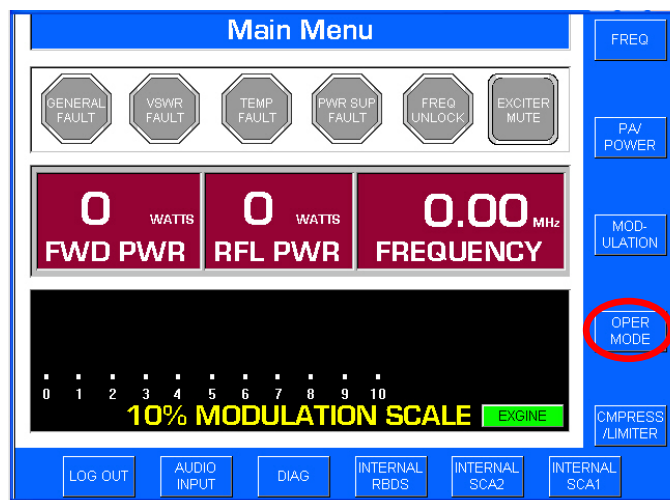 Main Menu
FREQ
GENERAL
FAULT
VSWR
FAULT
TEMP
FAULT
PWR SUP
FAULT
FREQ
UNLOCK
EXCITER
MUTE
PA/
POWER
0 WATTS
FWD PWR
0 WATTS
RFL PWR
0.00 MHz
FREQUENCY
MOD-
ULATION
OPER
MODE
0 1 2 3 4 5 6 7 8 9 10
10% MODULATION SCALE
EXGINE
CMPRESS
/LIMITER
LOG OUT
AUDIO
INPUT
DIAG
INTERNAL
RBDS
INTERNAL
SCA2
INTERNAL
SCA1